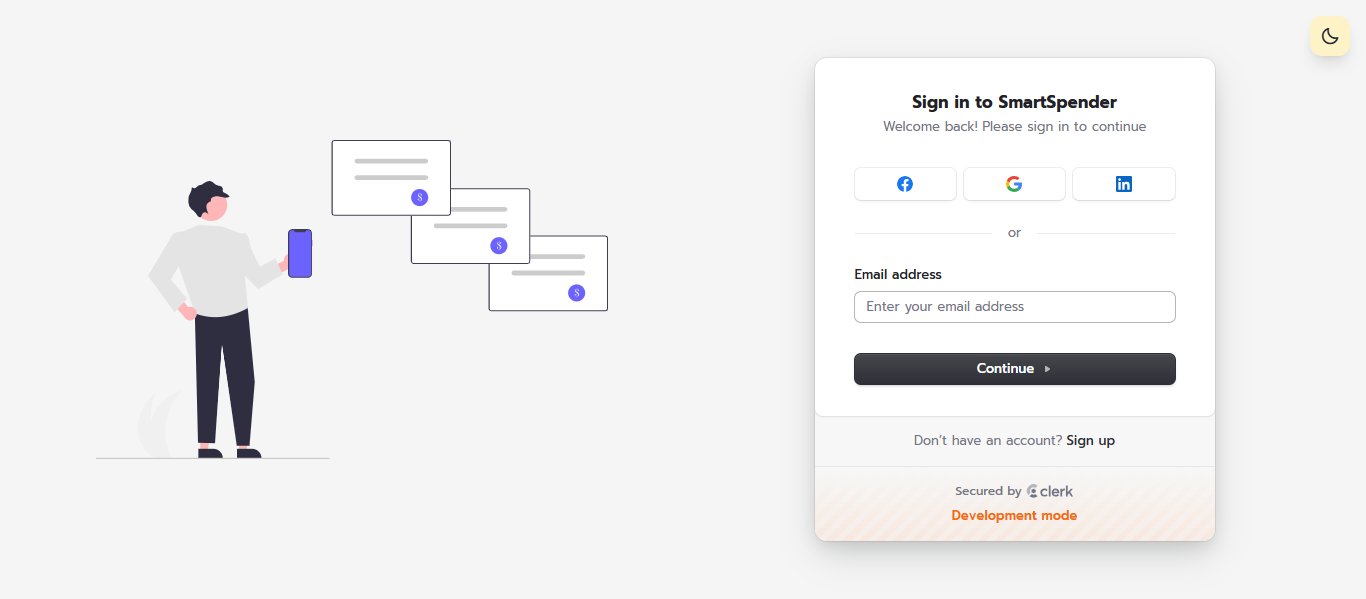 Sign in to SmartSpender
Welcome back! Please sign in to continue
or
Email address
Enter your email address
Continue
Don’t have an account? Sign up
Secured by clerk
Development mode
$
$
$